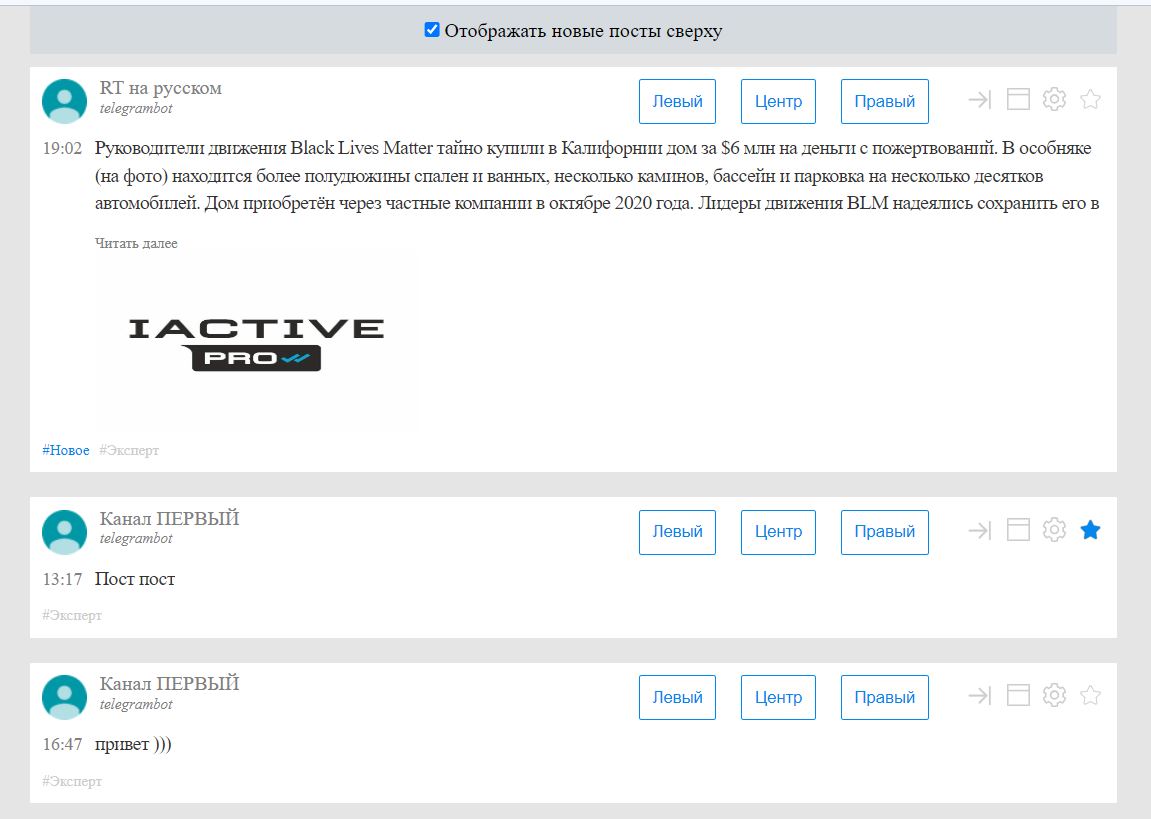 Отображать новые посты сверху
RT на русском
telegrambot
Левый
Центр
Правый
19:02 Руководители движения Black Lives Matter тайно купили в Калифорнии дом за $6 млн на деньги с пожертвований. В особняке
(на фото) находится более полудюжины спален и ванных, несколько каминов, бассейн и парковка на несколько десятков
автомобилей. Дом приобретён через частные компании в октябре 2020 года. Лидеры движения BLM надеялись сохранить его в
Читать далее
IACTIVE
PRO
#Новое #Эксперт
Канал ПЕРВЫЙ
telegrambot
Левый
Центр
Правый
13:17 Пост пост
#Эксперт
Канал ПЕРВЫЙ
telegrambot
Левый
Центр
Правый
16:47 привет )))
#Эксперт